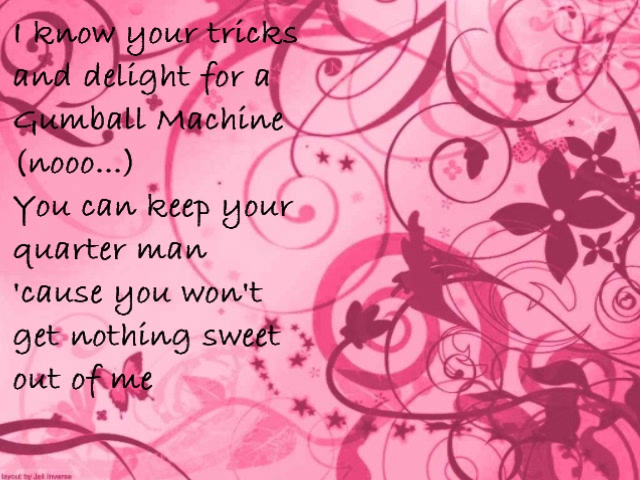 I know your tricks
and delight for a
Gumball Machine
(nooo...)
You can keep your
quarter man
'cause you won't
get nothing sweet
out of me
layout by Jeli Inverse